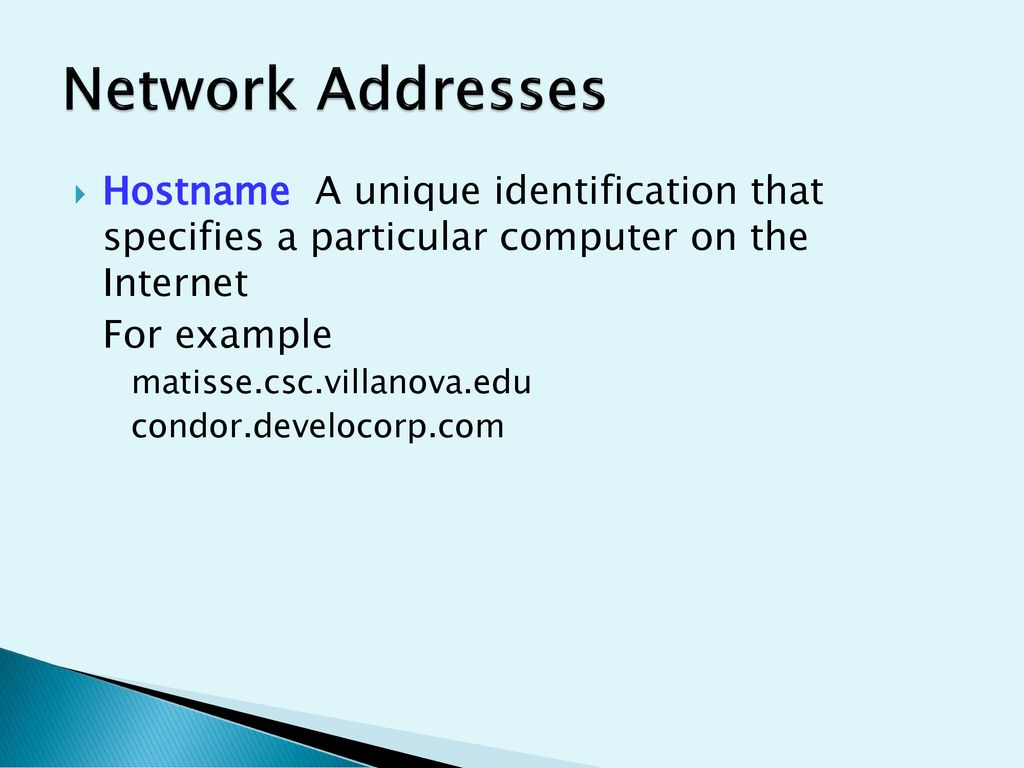 Network Addresses
Hostname A unique identification that
specifies a particular computer on the
Internet
For example
matisse.csc.villanova.edu
condor.develocorp.com